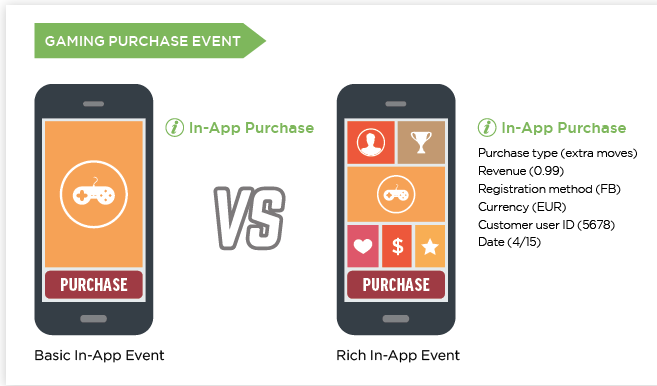 GAMING PURCHASE EVENT
i In-App Purchase
VS
PURCHASE
Basic In-App Event
$
PURCHASE
Rich In-App Event
i In-App Purchase
Purchase type (extra moves)
Revenue (0.99)
Registration method (FB)
Currency (EUR)
Customer user ID (5678)
Date (4/15)